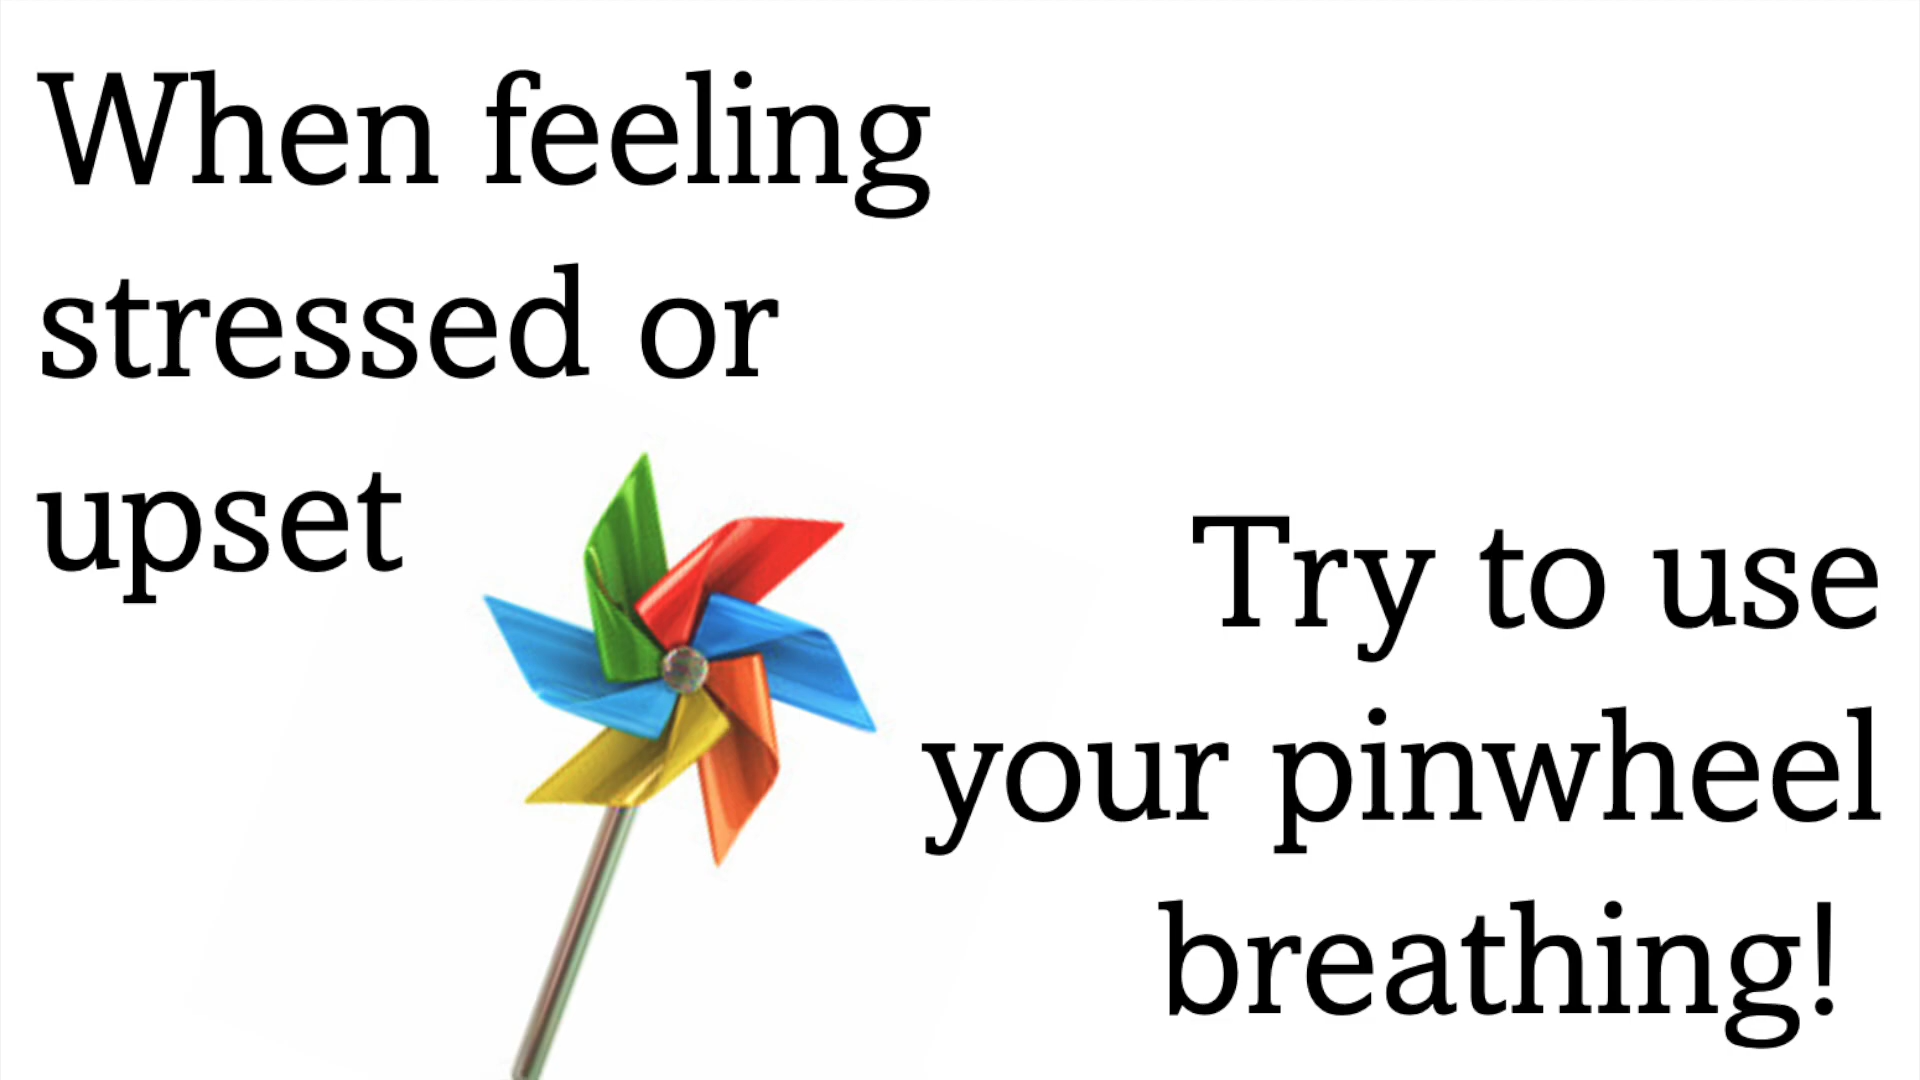 When feeling
stressed or
upset
Try to use
your pinwheel
breathing!